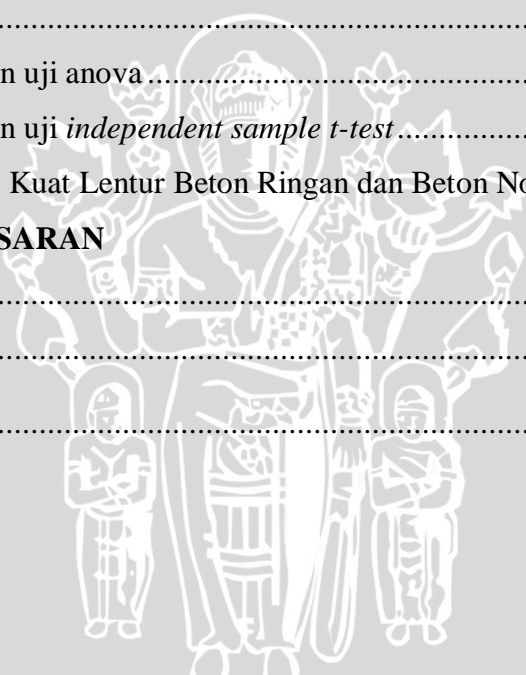 .....................................................................
n uji anova.......................................................
n uji independent sample t-test.....................
Kuat Lentur Beton Ringan dan Beton No
SARAN
.....................................................................
.....................................................................
.....................................................................